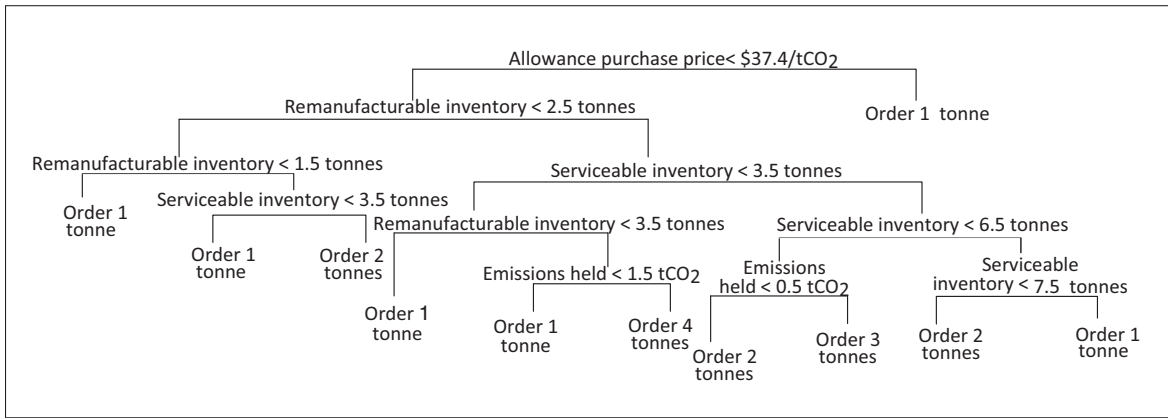 Allowance purchase price< $37.4/tCO2
Remanufacturable inventory < 2.5 tonnes
Order 1 tonne
Remanufacturable inventory < 1.5 tonnes
Serviceable inventory < 3.5 tonnes
Order 1
tonne
Serviceable inventory < 3.5 tonnes
Remanufacturable inventory < 3.5 tonnes
Serviceable inventory < 6.5 tonnes
Order 1
tonne
Order 2
tonnes
Emissions held < 1.5 tCO2
Emissions
held < 0.5 tCO2
Serviceable
inventory < 7.5 tonnes
Order 1
tonne
Order 1
tonne
Order 4
tonnes
Order 2
tonnes
Order 3
tonnes
Order 2
tonnes
Order 1
tonne